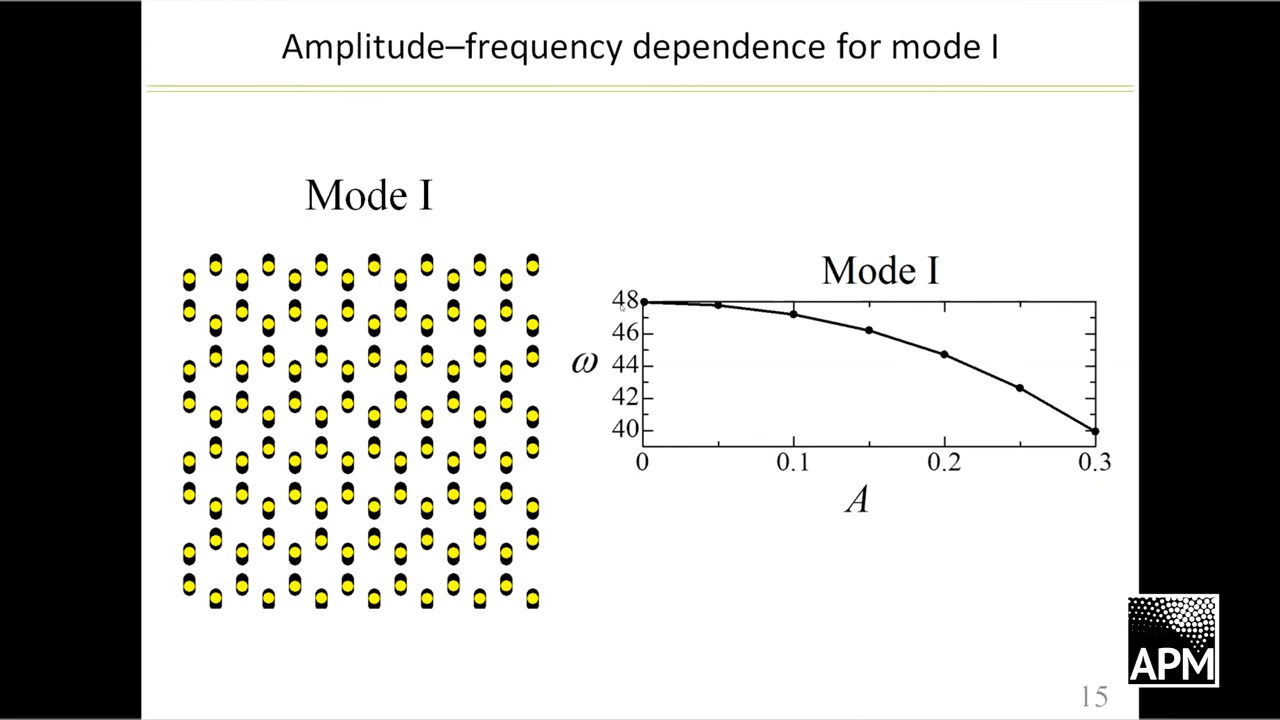 Amplitude–frequency dependence for mode I
Mode I
Mode I
48
46
44
42
40
ω
0 0.1 0.2 0.3
A
APM
15